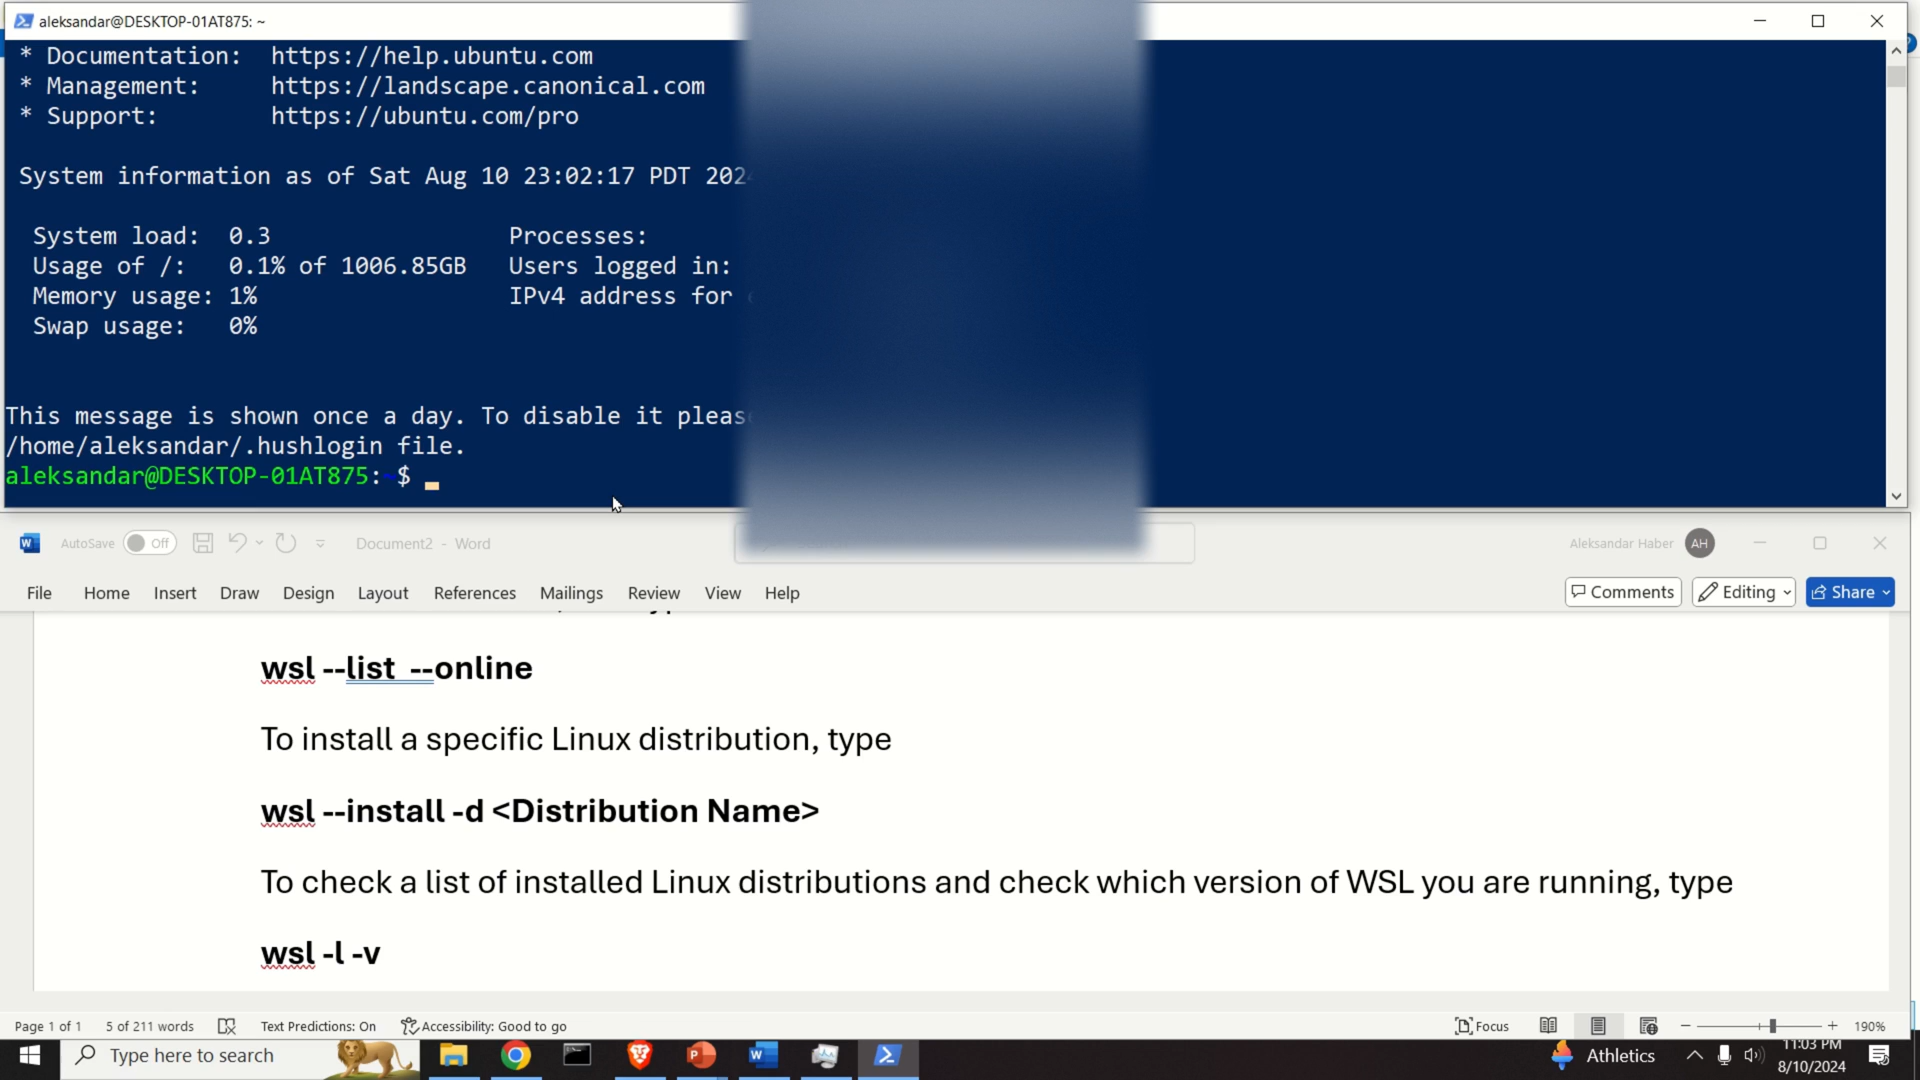 aleksandar@DESKTOP-01AT875: ~
* Documentation:  https://help.ubuntu.com
* Management:     https://landscape.canonical.com
* Support:        https://ubuntu.com/pro
System information as of Sat Aug 10 23:02:17 PDT
System load:  0.3                 Processes:
Usage of /:   0.1% of 1006.85GB   Users logged in:
Memory usage: 1%                  IPv4 address for
Swap usage:   0%
This message is shown once a day. To disable it
/home/aleksandar/.hushlogin file.
aleksandar@DESKTOP-01AT875:~$
AutoSave Off Document2 - Word Aleksandar Haber AH
File Home Insert Draw Design Layout References Mailings Review View Help Comments Editing Share
wsl --list --online
To install a specific Linux distribution, type
wsl --install -d <Distribution Name>
To check a list of installed Linux distributions and check which version of WSL you are running, type
wsl -l -v
Page 1 of 1 5 of 211 words Text Predictions: On Accessibility: Good to go Focus 190%
Type here to search Athletics 11:03 PM
8/10/2024